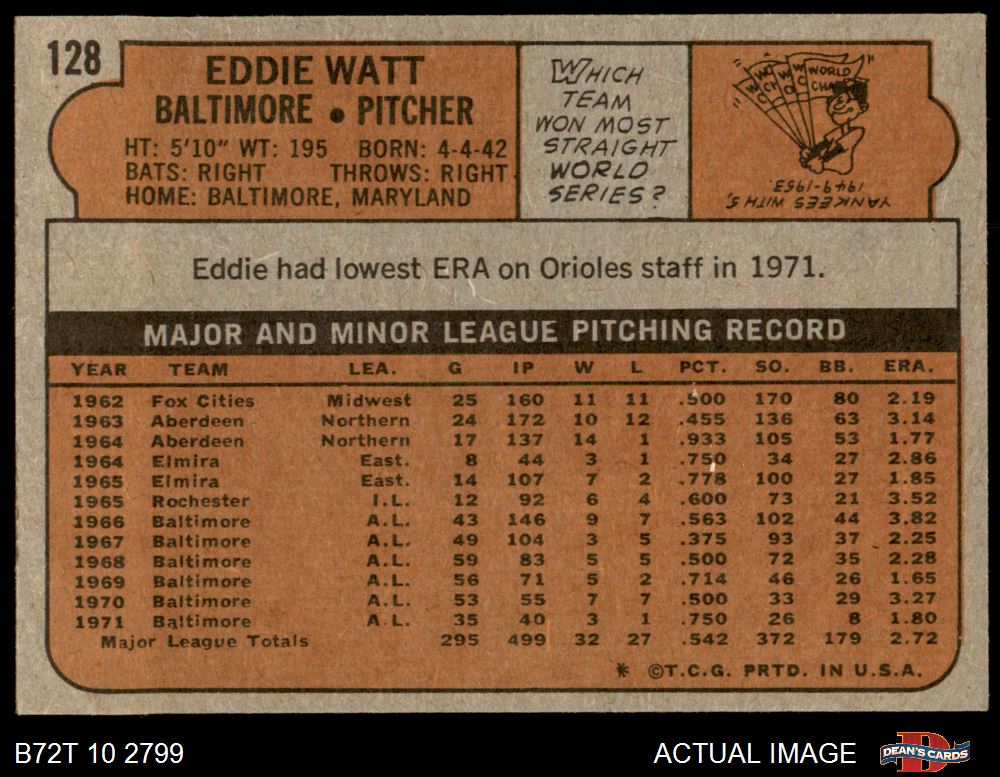 128
EDDIE WATT
BALTIMORE • PITCHER
HT: 5'10" WT: 195 BORN: 4-4-42
BATS: RIGHT THROWS: RIGHT
HOME: BALTIMORE, MARYLAND
WHICH
TEAM
WON MOST
STRAIGHT
WORLD
SERIES?
WORLD
CHA
YANKEES WITH 5,
1949-1953.
Eddie had lowest ERA on Orioles staff in 1971.
MAJOR AND MINOR LEAGUE PITCHING RECORD
YEAR TEAM LEA. G IP W L PCT. SO. BB. ERA.
1962 Fox Cities Midwest 25 160 11 11 .500 170 80 2.19
1963 Aberdeen Northern 24 172 10 12 .455 136 63 3.14
1964 Aberdeen Northern 17 137 14 1 .933 105 53 1.77
1964 Elmira East. 8 44 3 1 .750 34 27 2.86
1965 Elmira East. 14 107 7 2 .778 100 27 1.85
1965 Rochester I.L. 12 92 6 4 .600 73 21 3.52
1966 Baltimore A.L. 43 146 9 7 .563 102 44 3.82
1967 Baltimore A.L. 49 104 3 5 .375 93 37 2.25
1968 Baltimore A.L. 59 83 5 5 .500 72 35 2.28
1969 Baltimore A.L. 56 71 5 2 .714 46 26 1.65
1970 Baltimore A.L. 53 55 7 7 .500 33 29 3.27
1971 Baltimore A.L. 35 40 3 1 .750 26 8 1.80
Major League Totals 295 499 32 27 .542 372 179 2.72
* ©T.C.G. PRTD. IN U.S.A.
B72T 10 2799
ACTUAL IMAGE
DEAN'S CARDS